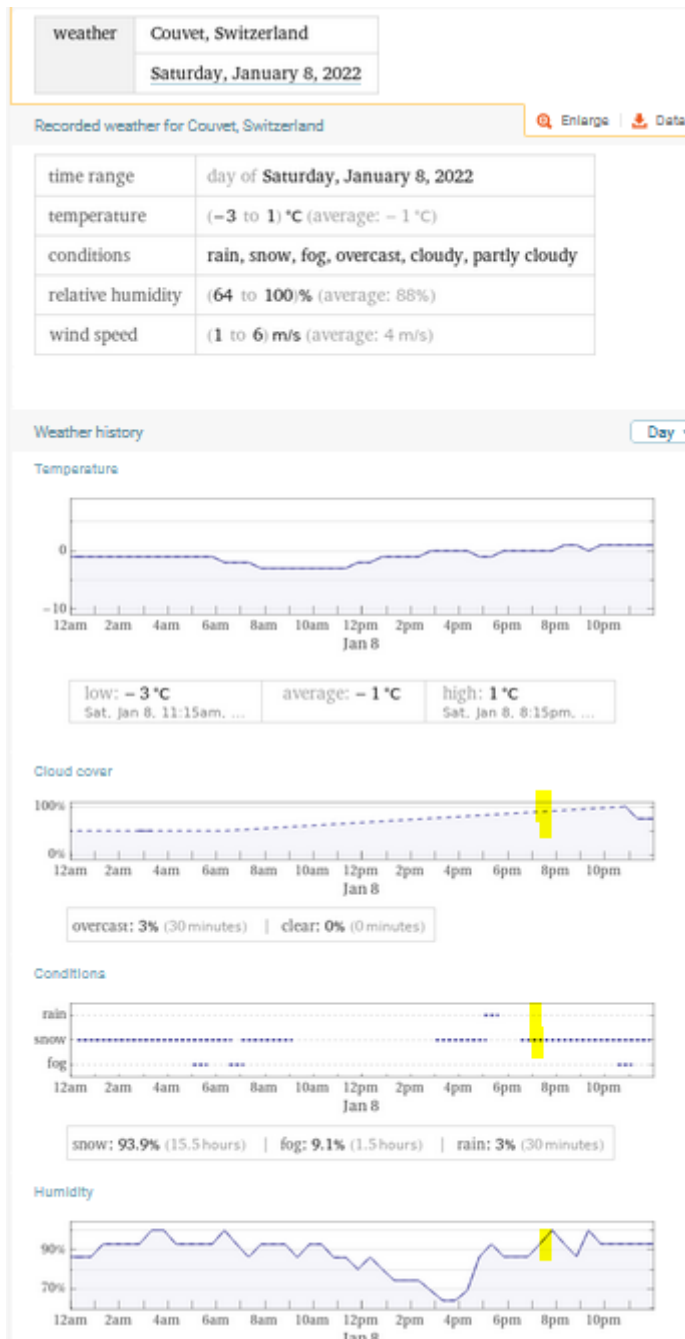 weather Couvet, Switzerland
Saturday, January 8, 2022
Recorded weather for Couvet, Switzerland Enlarge Data
time range day of Saturday, January 8, 2022
temperature (−3 to 1) °C (average: −1 °C)
conditions rain, snow, fog, overcast, cloudy, partly cloudy
relative humidity (64 to 100)% (average: 88%)
wind speed (1 to 6) m/s (average: 4 m/s)
Weather history Day
Temperature
0
−10
12am 2am 4am 6am 8am 10am 12pm 2pm 4pm 6pm 8pm 10pm
Jan 8
low: −3 °C average: −1 °C high: 1 °C
Sat, Jan 8, 11:15am, ... Sat, Jan 8, 8:15pm, ...
Cloud cover
100%
0%
12am 2am 4am 6am 8am 10am 12pm 2pm 4pm 6pm 8pm 10pm
Jan 8
overcast: 3% (30 minutes) | clear: 0% (0 minutes)
Conditions
rain
snow
fog
12am 2am 4am 6am 8am 10am 12pm 2pm 4pm 6pm 8pm 10pm
Jan 8
snow: 93.9% (15.5 hours) | fog: 9.1% (1.5 hours) | rain: 3% (30 minutes)
Humidity
90%
70%
12am 2am 4am 6am 8am 10am 12pm 2pm 4pm 6pm 8pm 10pm
Jan 8